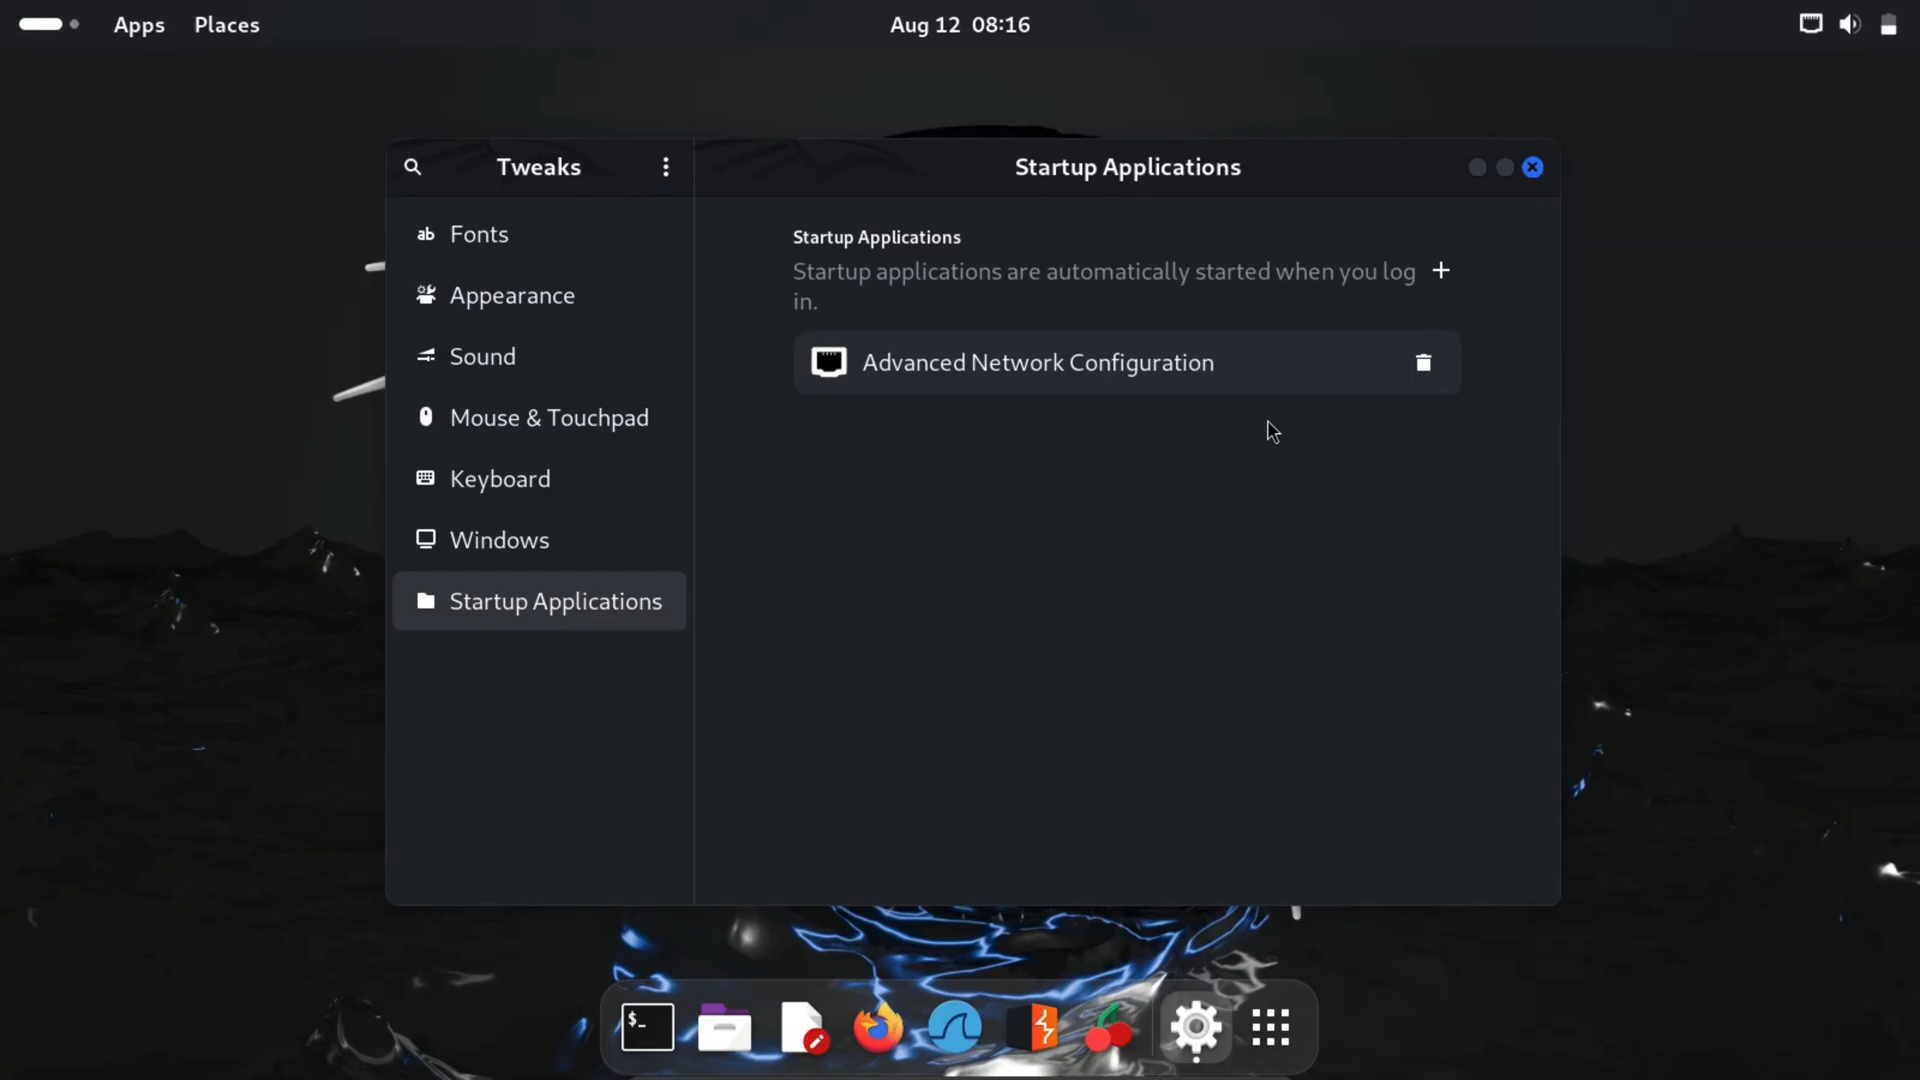 Apps Places Aug 12 08:16
Tweaks
Startup Applications
ab Fonts
Appearance
Sound
Mouse & Touchpad
Keyboard
Windows
Startup Applications
Startup Applications
Startup applications are automatically started when you log
in.
Advanced Network Configuration
$_